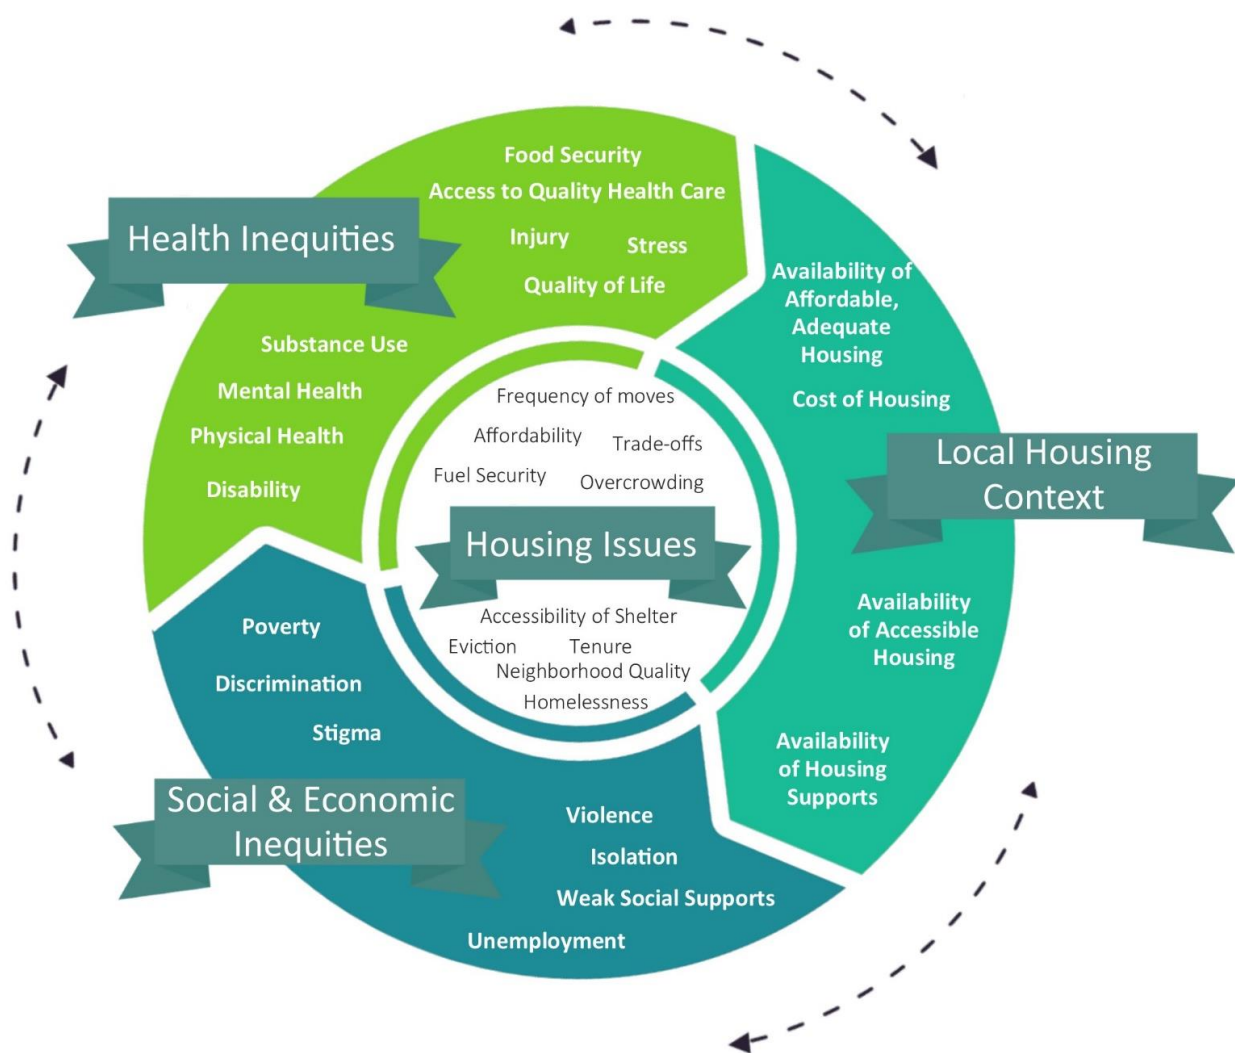 Food Security
Access to Quality Health Care
Injury
Stress
Quality of Life
Health Inequities
Substance Use
Mental Health
Physical Health
Disability
Availability of
Affordable,
Adequate
Housing
Cost of Housing
Local Housing
Context
Availability
of Accessible
Housing
Availability
of Housing
Supports
Frequency of moves
Affordability
Trade-offs
Fuel Security
Overcrowding
Housing Issues
Accessibility of Shelter
Eviction
Tenure
Neighborhood Quality
Homelessness
Poverty
Discrimination
Stigma
Social & Economic
Inequities
Violence
Isolation
Weak Social Supports
Unemployment